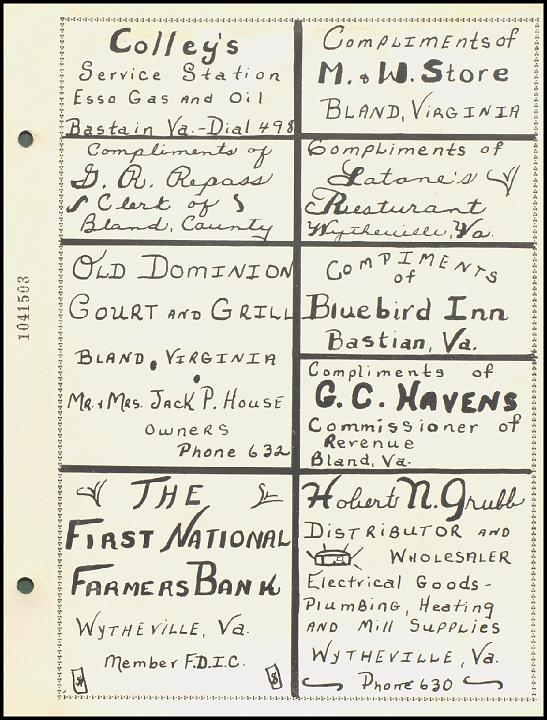 Colley's
Service Station
Esso Gas and Oil
Bastain Va.-Dial 498
Compliments of
G. R. Repass
Clerk of
Bland, County
OLD DOMINION
COURT AND GRILL
BLAND, VIRGINIA
MR. & MRS. JACK P. HOUSE
OWNERS
Phone 632
THE
FIRST NATIONAL
FARMERS BANK
WYTHEVILLE, Va.
Member F.D.I.C.
COMPLIMENTS of
M. & W. Store
BLAND, VIRGINIA
Compliments of
Latane's
Resturant
Wytheville, Va.
COMPIMENTS
of
Bluebird Inn
Bastian, Va.
Compliments of
G. C. HAVENS
Commissioner of
Revenue
Bland, Va.
Hobert N. Grubb
DISTRIBUTOR AND
WHOLESALER
Electrical Goods-
Plumbing, Heating
AND Mill Supplies
WYTHEVILLE, Va.
Phone 630
1041503